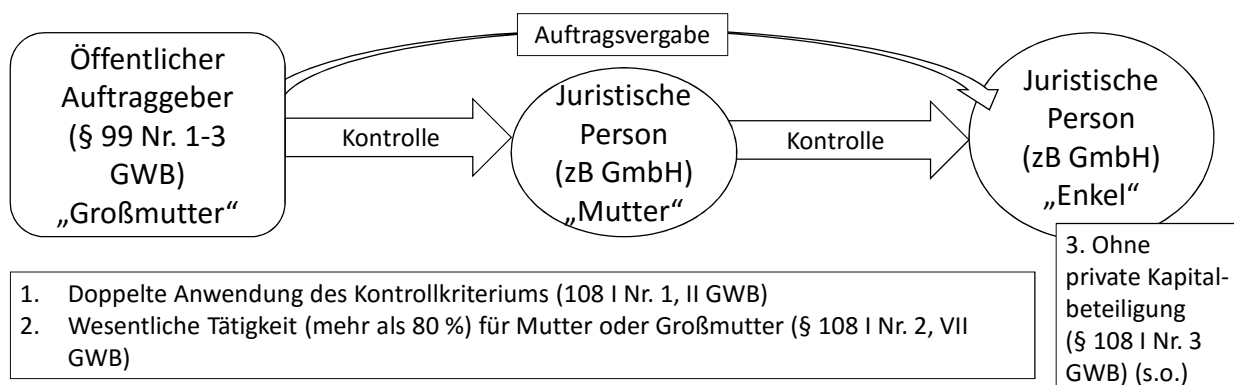 Auftragsvergabe
Öffentlicher
Auftraggeber
(§ 99 Nr. 1-3
GWB)
„Großmutter“
Kontrolle
Juristische
Person
(zB GmbH)
„Mutter“
Kontrolle
Juristische
Person
(zB GmbH)
„Enkel“
1. Doppelte Anwendung des Kontrollkriteriums (108 I Nr. 1, II GWB)
2. Wesentliche Tätigkeit (mehr als 80 %) für Mutter oder Großmutter (§ 108 I Nr. 2, VII
GWB)
3. Ohne
private Kapital-
beteiligung
(§ 108 I Nr. 3
GWB) (s.o.)